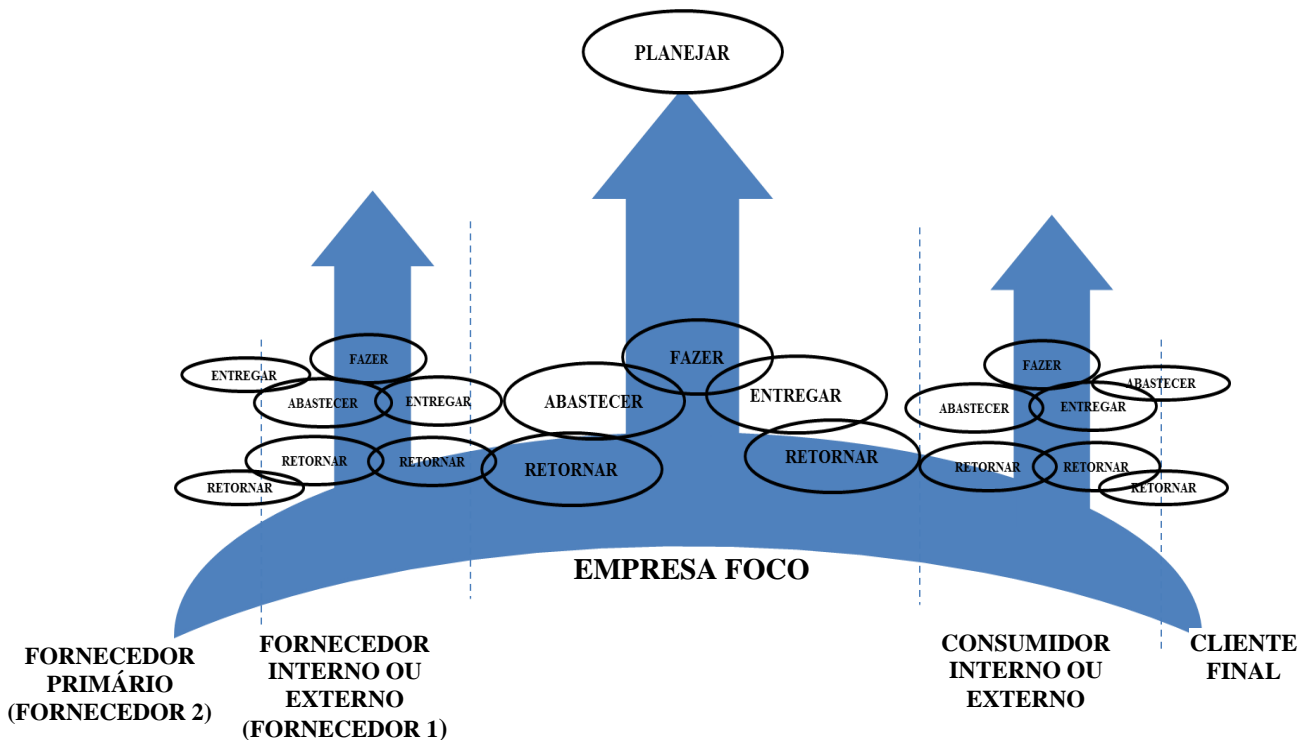 PLANEJAR
FAZER
ENTREGAR
ABASTECER
ENTREGAR
RETORNAR
RETORNAR
RETORNAR
FAZER
ABASTECER
ENTREGAR
RETORNAR
RETORNAR
FAZER
ABASTECER
ABASTECER
ENTREGAR
RETORNAR
RETORNAR
RETORNAR
EMPRESA FOCO
FORNECEDOR
PRIMÁRIO
(FORNECEDOR 2)
FORNECEDOR
INTERNO OU
EXTERNO
(FORNECEDOR 1)
CONSUMIDOR
INTERNO OU
EXTERNO
CLIENTE
FINAL